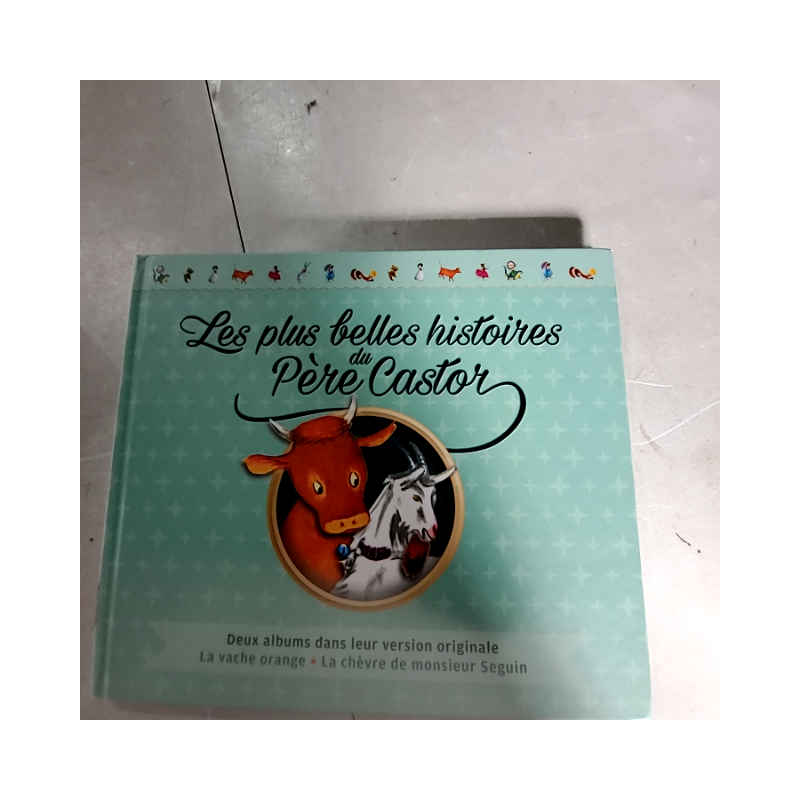 Les plus belles histoires
du
Père Castor
Deux albums dans leur version originale
La vache orange • La chèvre de monsieur Seguin